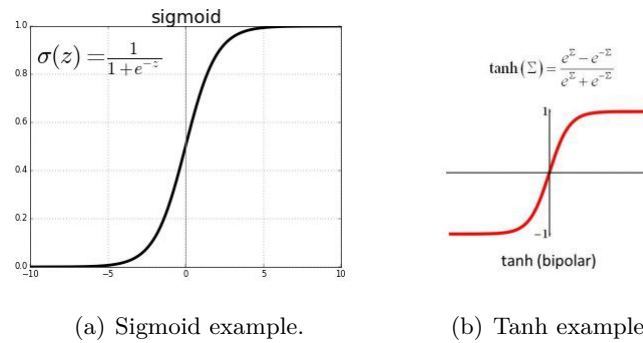 sigmoid
σ(z)=1/(1+e^{-z})
1.0
0.8
0.6
0.4
0.2
0.0
−10
−5
0
5
10
(a) Sigmoid example.
tanh(Σ)=(e^Σ − e^{−Σ})/(e^Σ + e^{−Σ})
1
−1
tanh (bipolar)
(b) Tanh example